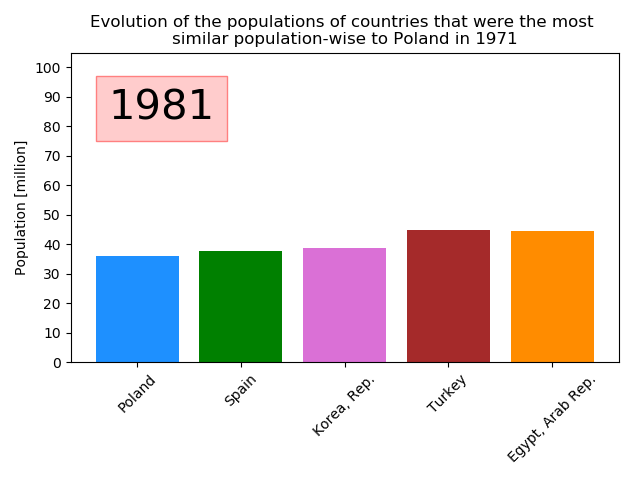 Evolution of the populations of countries that were the most
similar population-wise to Poland in 1971
1981
Population [million]
100
90
80
70
60
50
40
30
20
10
0
Poland
Spain
Korea, Rep.
Turkey
Egypt, Arab Rep.